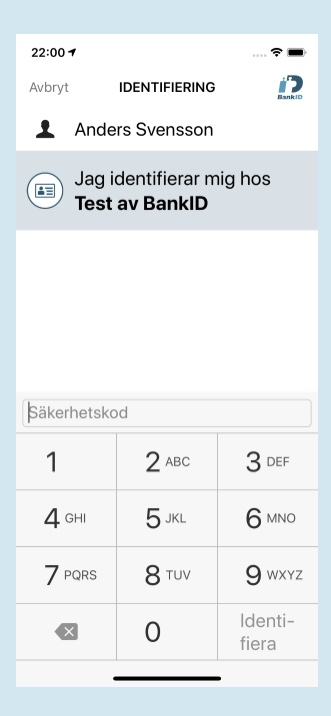 22:00
Avbryt IDENTIFIERING BankID
Anders Svensson
Jag identifierar mig hos
Test av BankID
Säkerhetskod
1 2 ABC 3 DEF
4 GHI 5 JKL 6 MNO
7 PQRS 8 TUV 9 WXYZ
0 Identi-
fiera